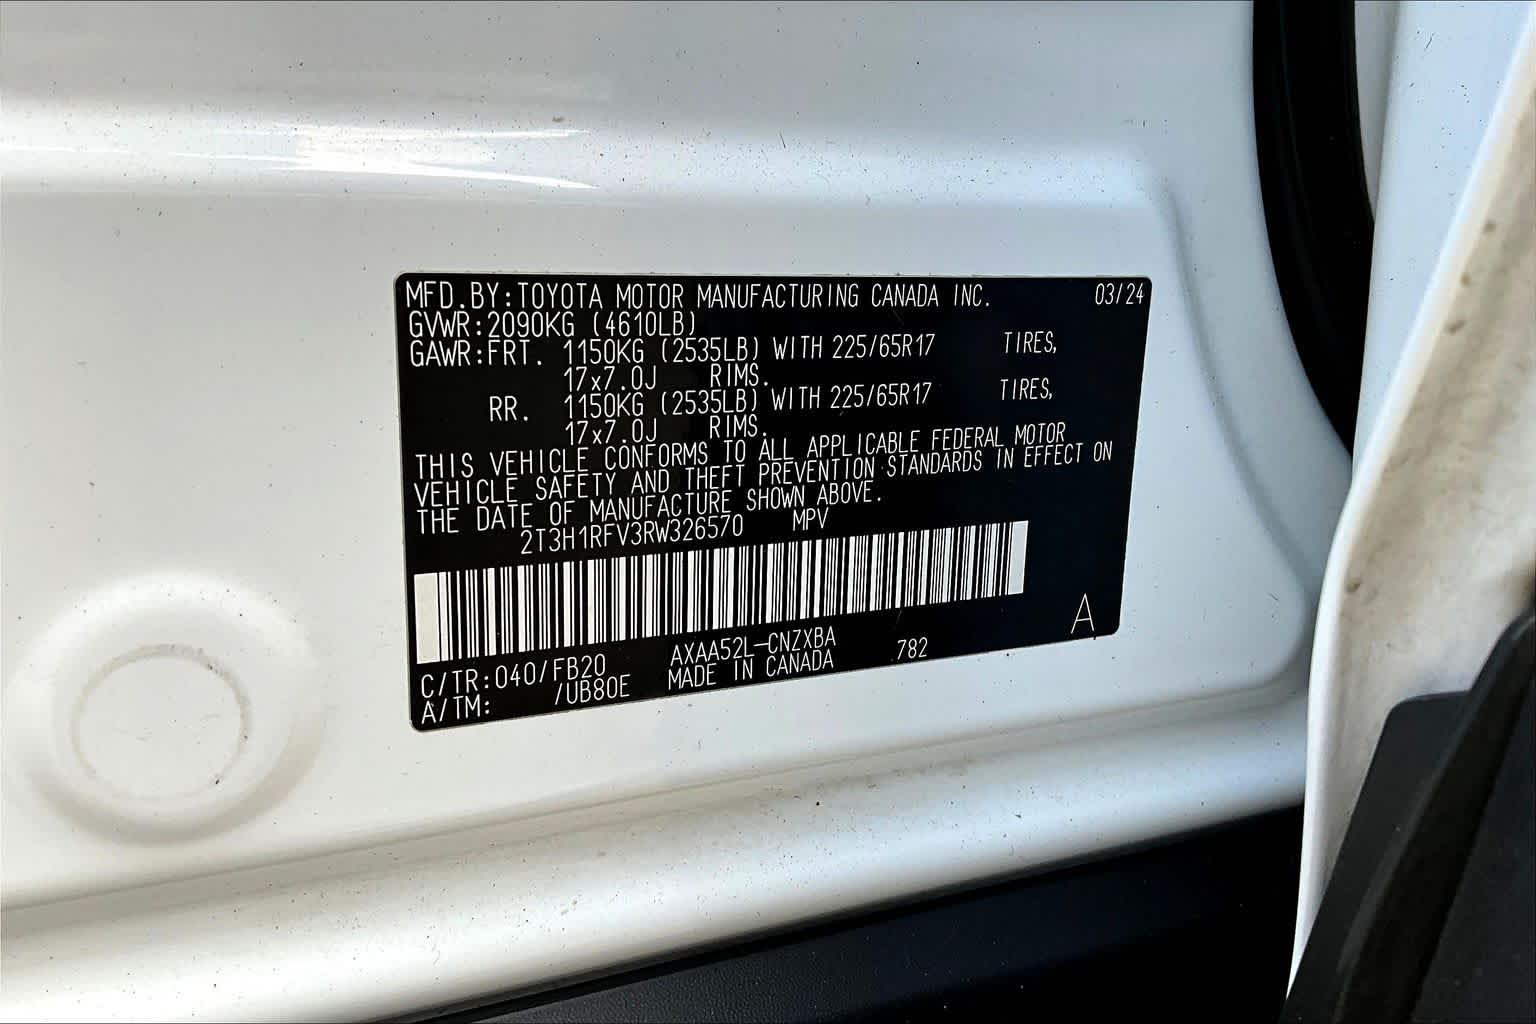 MFD.BY:TOYOTA MOTOR MANUFACTURING CANADA INC. 03/24
GVWR:2090KG (4610LB)
GAWR:FRT. 1150KG (2535LB) WITH 225/65R17 TIRES,
17x7.0J RIMS.
RR. 1150KG (2535LB) WITH 225/65R17 TIRES,
17x7.0J RIMS.
THIS VEHICLE CONFORMS TO ALL APPLICABLE FEDERAL MOTOR
VEHICLE SAFETY AND THEFT PREVENTION STANDARDS IN EFFECT ON
THE DATE OF MANUFACTURE SHOWN ABOVE.
2T3H1RFV3RW326570 MPV
A
C/TR:040/FB20 AXAA52L-CNZXBA 782
A/TM: /UB80E MADE IN CANADA